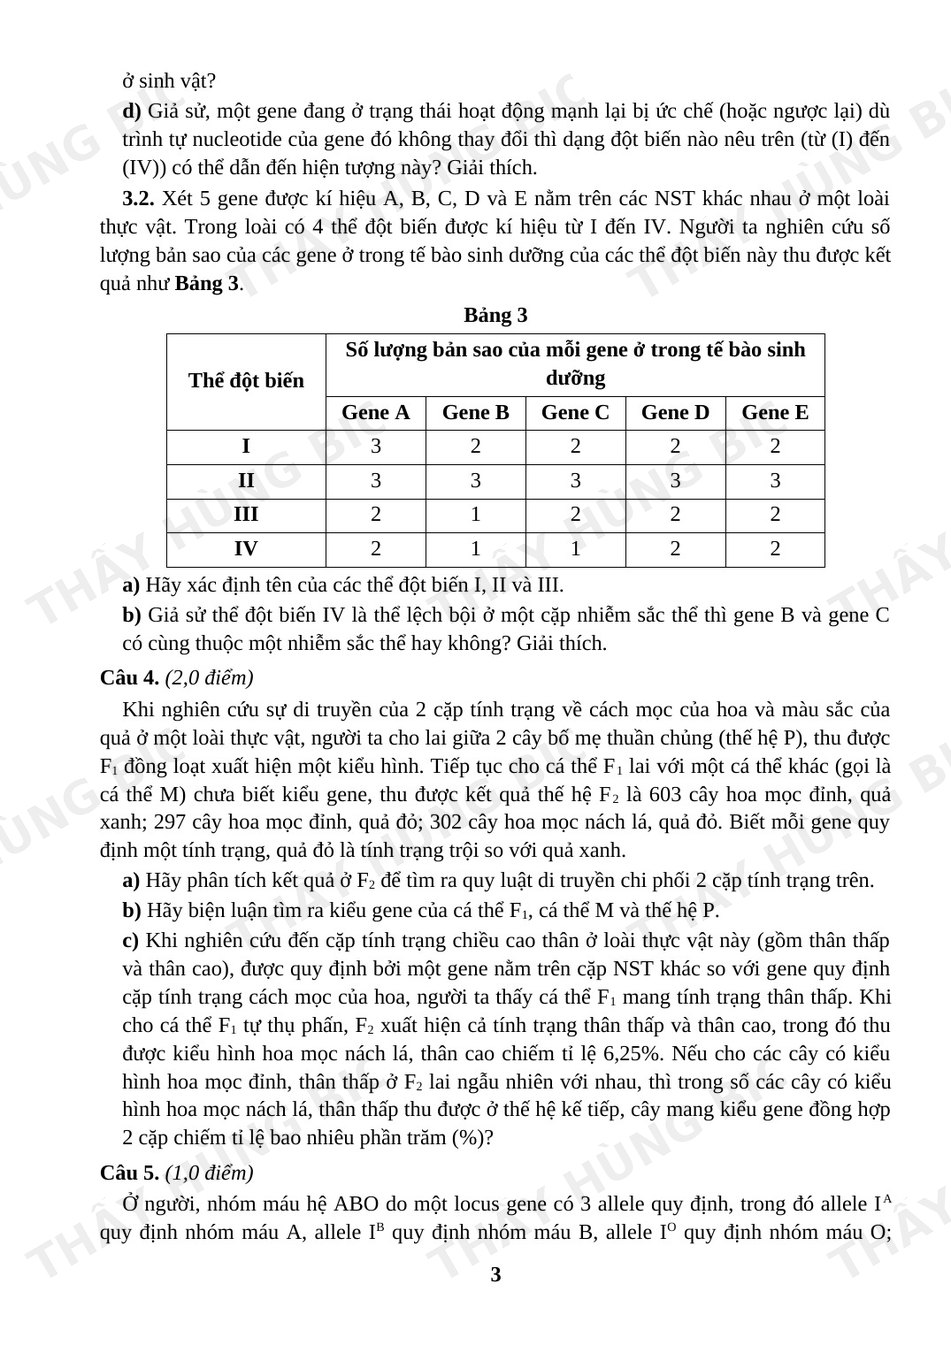 ở sinh vật?
d) Giả sử, một gene đang ở trạng thái hoạt động mạnh lại bị ức chế (hoặc ngược lại) dù
trình tự nucleotide của gene đó không thay đổi thì dạng đột biến nào nêu trên (từ (I) đến
(IV)) có thể dẫn đến hiện tượng này? Giải thích.
3.2. Xét 5 gene được kí hiệu A, B, C, D và E nằm trên các NST khác nhau ở một loài
thực vật. Trong loài có 4 thể đột biến được kí hiệu từ I đến IV. Người ta nghiên cứu số
lượng bản sao của các gene ở trong tế bào sinh dưỡng của các thể đột biến này thu được kết
quả như Bảng 3.
Bảng 3
Thể đột biến
Số lượng bản sao của mỗi gene ở trong tế bào sinh
dưỡng
Gene A Gene B Gene C Gene D Gene E
I 3 2 2 2 2
II 3 3 3 3 3
III 2 1 2 2 2
IV 2 1 1 2 2
a) Hãy xác định tên của các thể đột biến I, II và III.
b) Giả sử thể đột biến IV là thể lệch bội ở một cặp nhiễm sắc thể thì gene B và gene C
có cùng thuộc một nhiễm sắc thể hay không? Giải thích.
Câu 4. (2,0 điểm)
Khi nghiên cứu sự di truyền của 2 cặp tính trạng về cách mọc của hoa và màu sắc của
quả ở một loài thực vật, người ta cho lai giữa 2 cây bố mẹ thuần chủng (thế hệ P), thu được
F₁ đồng loạt xuất hiện một kiểu hình. Tiếp tục cho cá thể F₁ lai với một cá thể khác (gọi là
cá thể M) chưa biết kiểu gene, thu được kết quả thế hệ F₂ là 603 cây hoa mọc đỉnh, quả
xanh; 297 cây hoa mọc đỉnh, quả đỏ; 302 cây hoa mọc nách lá, quả đỏ. Biết mỗi gene quy
định một tính trạng, quả đỏ là tính trạng trội so với quả xanh.
a) Hãy phân tích kết quả ở F₂ để tìm ra quy luật di truyền chi phối 2 cặp tính trạng trên.
b) Hãy biện luận tìm ra kiểu gene của cá thể F₁, cá thể M và thế hệ P.
c) Khi nghiên cứu đến cặp tính trạng chiều cao thân ở loài thực vật này (gồm thân thấp
và thân cao), được quy định bởi một gene nằm trên cặp NST khác so với gene quy định
cặp tính trạng cách mọc của hoa, người ta thấy cá thể F₁ mang tính trạng thân thấp. Khi
cho cá thể F₁ tự thụ phấn, F₂ xuất hiện cả tính trạng thân thấp và thân cao, trong đó thu
được kiểu hình hoa mọc nách lá, thân cao chiếm tỉ lệ 6,25%. Nếu cho các cây có kiểu
hình hoa mọc đỉnh, thân thấp ở F₂ lai ngẫu nhiên với nhau, thì trong số các cây có kiểu
hình hoa mọc nách lá, thân thấp thu được ở thế hệ kế tiếp, cây mang kiểu gene đồng hợp
2 cặp chiếm tỉ lệ bao nhiêu phần trăm (%)?
Câu 5. (1,0 điểm)
Ở người, nhóm máu hệ ABO do một locus gene có 3 allele quy định, trong đó allele Iᴬ
quy định nhóm máu A, allele Iᴮ quy định nhóm máu B, allele Iᴼ quy định nhóm máu O;
3
THẦY HÙNG BIC